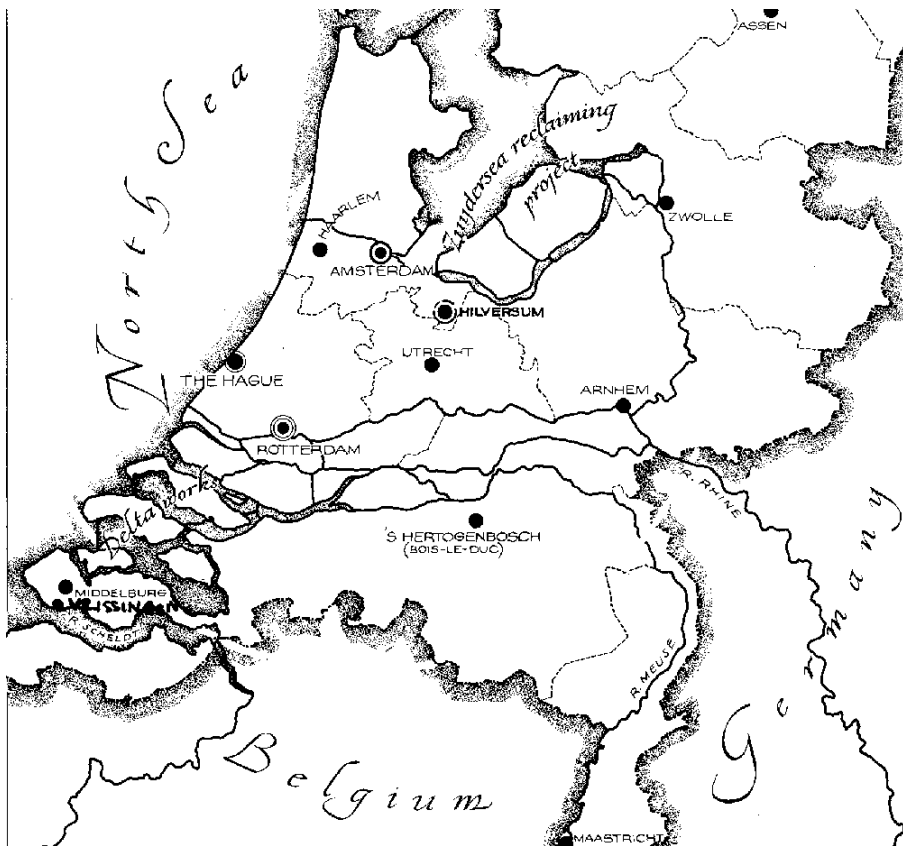 ASSEN
North Sea
Zuydersea reclaiming
project
HAARLEM
ZWOLLE
AMSTERDAM
HILVERSUM
UTRECHT
THE HAGUE
ARNHEM
ROTTERDAM
R. RHINE
Delta works
'S HERTOGENBOSCH
(BOIS-LE-DUC)
Germany
MIDDELBURG
VLISSINGEN
R. SCHELDT
R. MEUSE
Belgium
MAASTRICHT